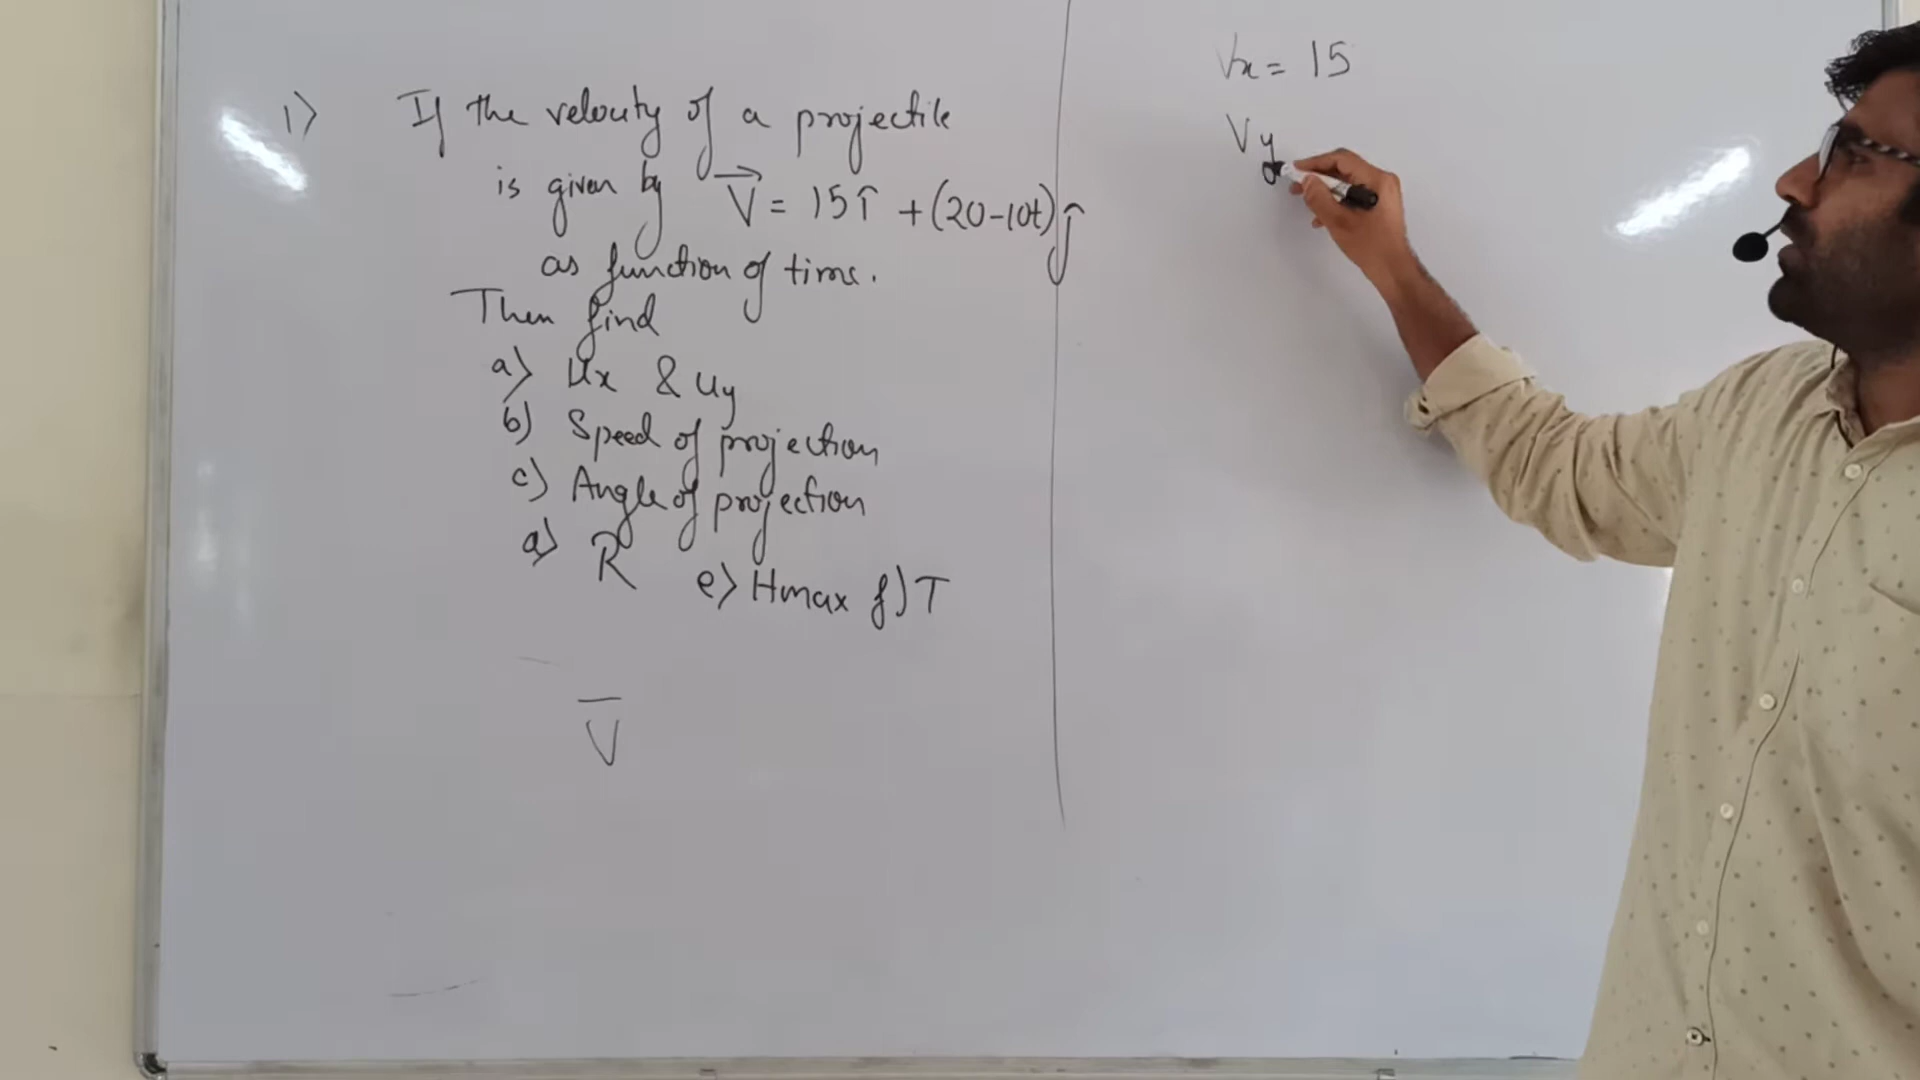 1) If the velocity of a projectile
is given by V⃗ = 15î + (20-10t)ĵ
as function of time.
Then find
a) Ux & Uy
b) Speed of projection
c) Angle of projection
d) R e) Hmax f) T
V̅
Vx = 15
Vy